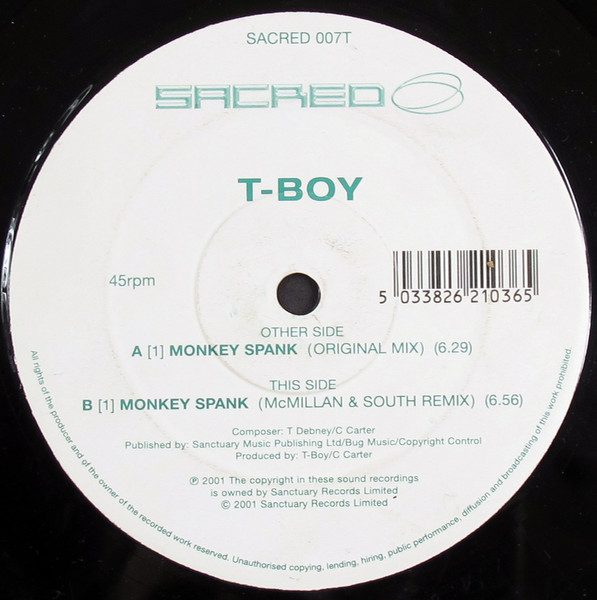 SACRED 007T
SACRED
T-BOY
45rpm
5 033826 210365
OTHER SIDE
A [1] MONKEY SPANK (ORIGINAL MIX) (6.29)
THIS SIDE
B [1] MONKEY SPANK (McMILLAN & SOUTH REMIX) (6.56)
Composer: T Debney/C Carter
Published by: Sanctuary Music Publishing Ltd/Bug Music/Copyright Control
Produced by: T-Boy/C Carter
℗ 2001 The copyright in these sound recordings
is owned by Sanctuary Records Limited
© 2001 Sanctuary Records Limited
All rights of the producer and of the owner of the recorded work reserved. Unauthorised copying, lending, hiring, public performance, diffusion and broadcasting of this record prohibited.